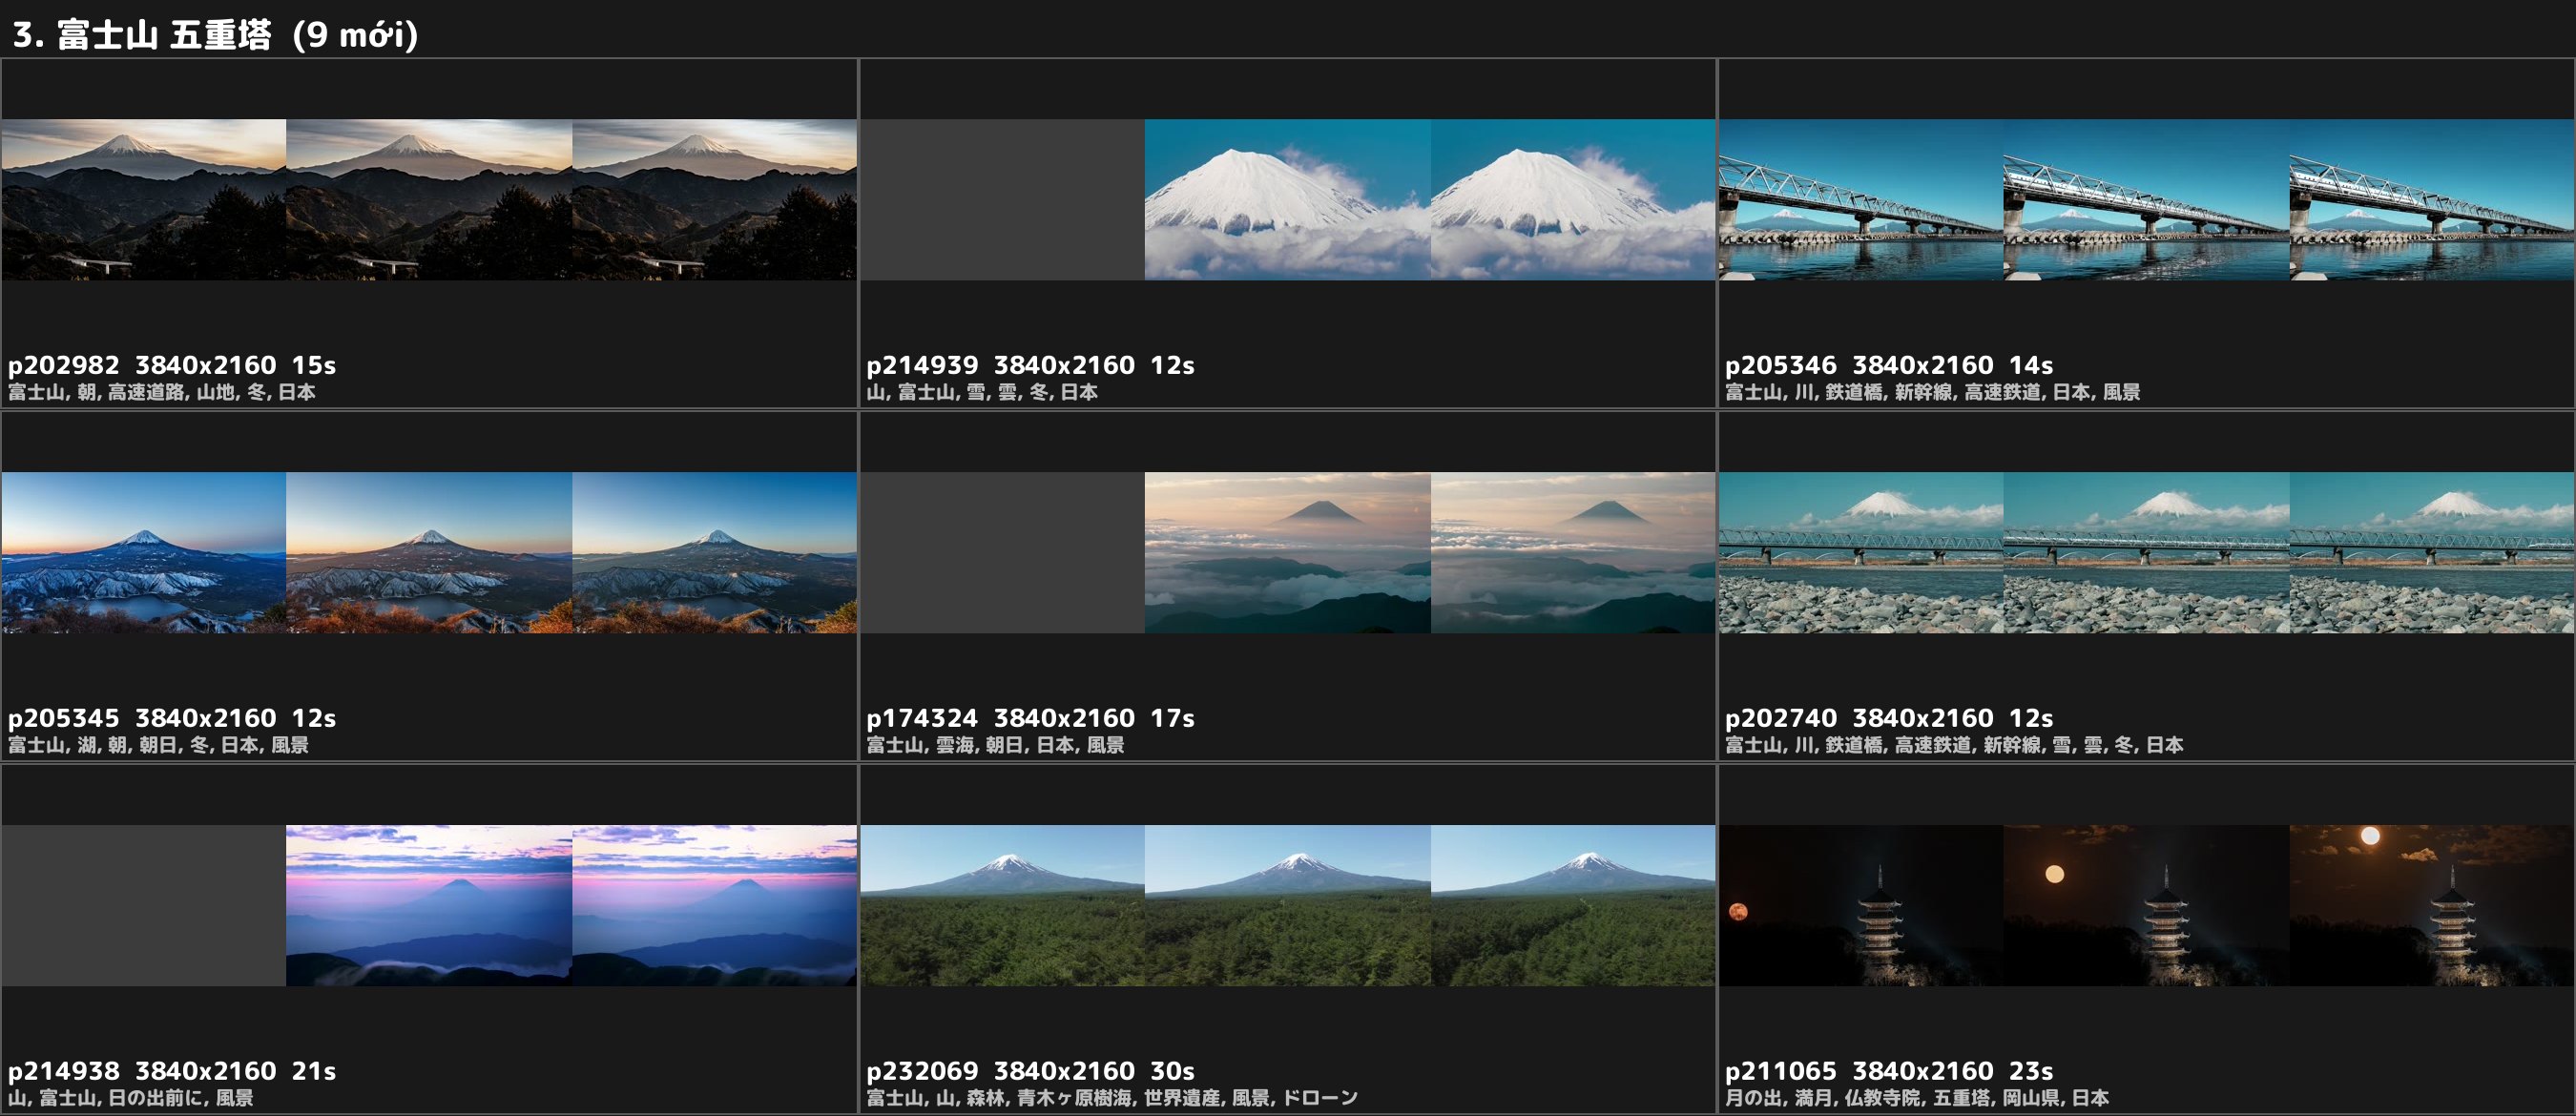 3. 富士山 五重塔 (9 mới)
p202982 3840x2160 15s
富士山, 朝, 高速道路, 山地, 冬, 日本
p214939 3840x2160 12s
山, 富士山, 雪, 雲, 冬, 日本
p205346 3840x2160 14s
富士山, 川, 鉄道橋, 新幹線, 高速鉄道, 日本, 風景
p205345 3840x2160 12s
富士山, 湖, 朝, 朝日, 冬, 日本, 風景
p174324 3840x2160 17s
富士山, 雲海, 朝日, 日本, 風景
p202740 3840x2160 12s
富士山, 川, 鉄道橋, 高速鉄道, 新幹線, 雪, 雲, 冬, 日本
p214938 3840x2160 21s
山, 富士山, 日の出前に, 風景
p232069 3840x2160 30s
富士山, 山, 森林, 青木ヶ原樹海, 世界遺産, 風景, ドローン
p211065 3840x2160 23s
月の出, 満月, 仏教寺院, 五重塔, 岡山県, 日本